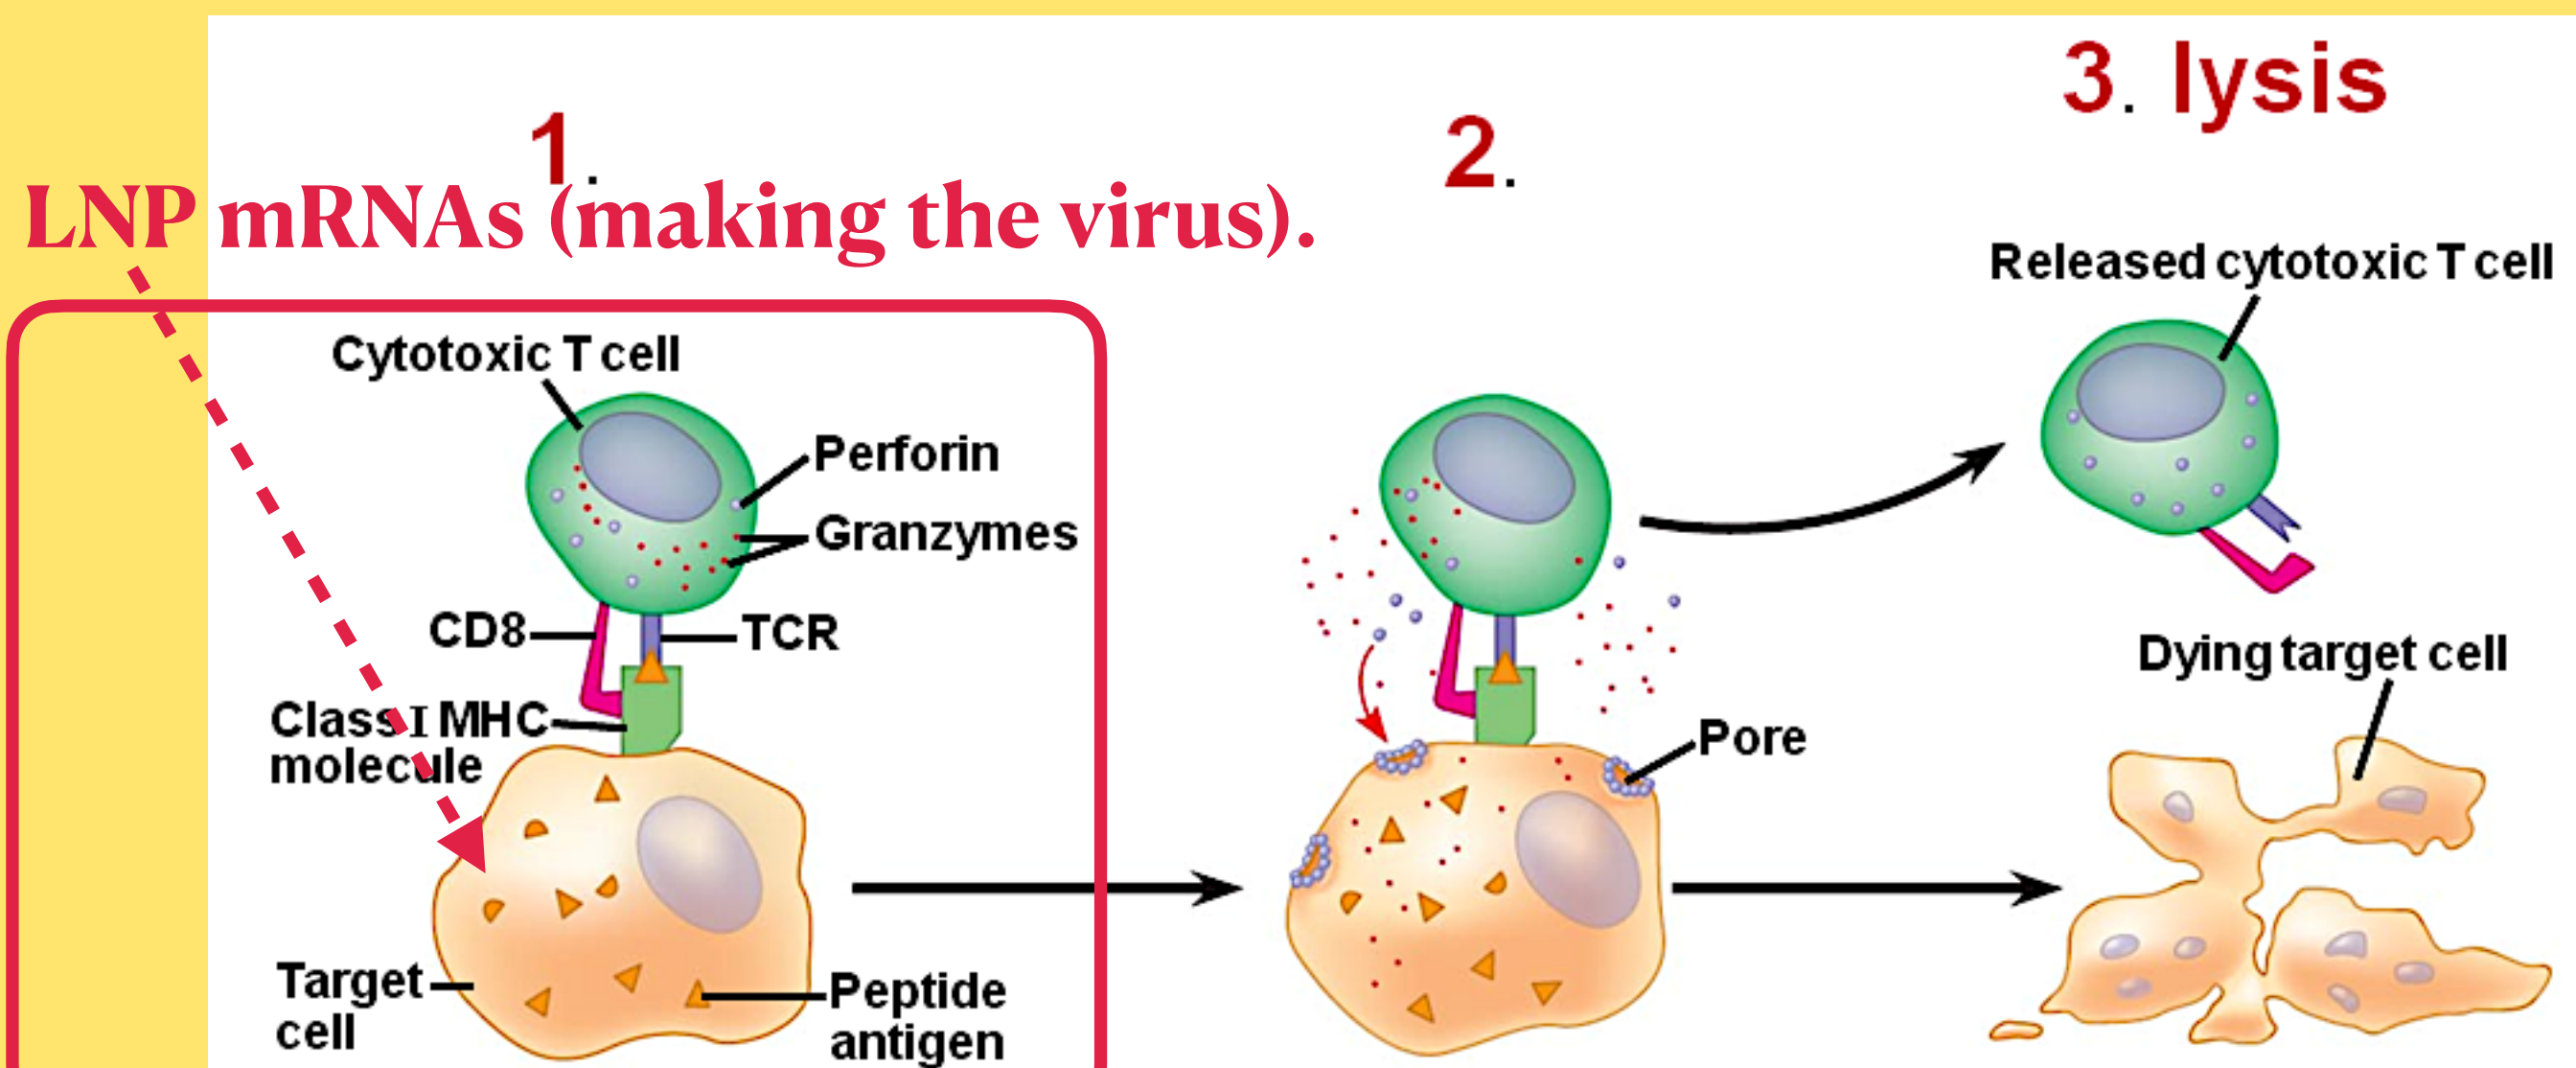 1.
2.
3. lysis
LNP mRNAs (making the virus).
Cytotoxic T cell
Perforin
Granzymes
CD8
TCR
Class I MHC
molecule
Target
cell
Peptide
antigen
Pore
Released cytotoxic T cell
Dying target cell